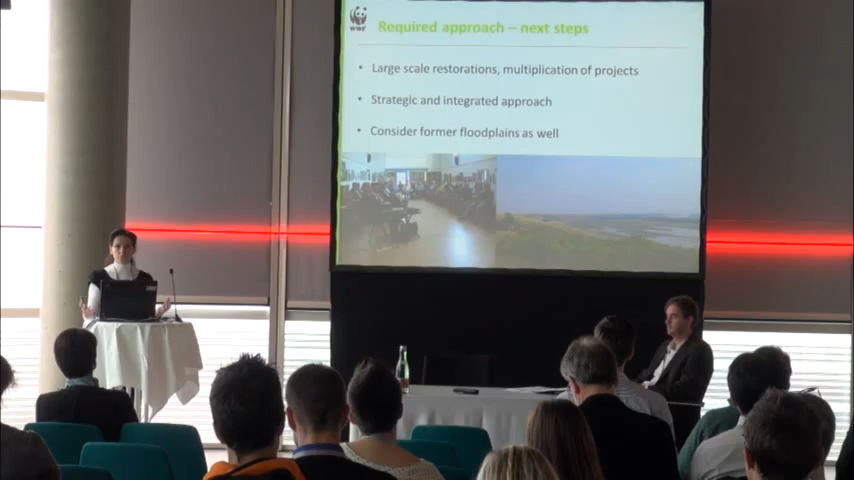 WWF
Required approach – next steps
• Large scale restorations, multiplication of projects
• Strategic and integrated approach
• Consider former floodplains as well